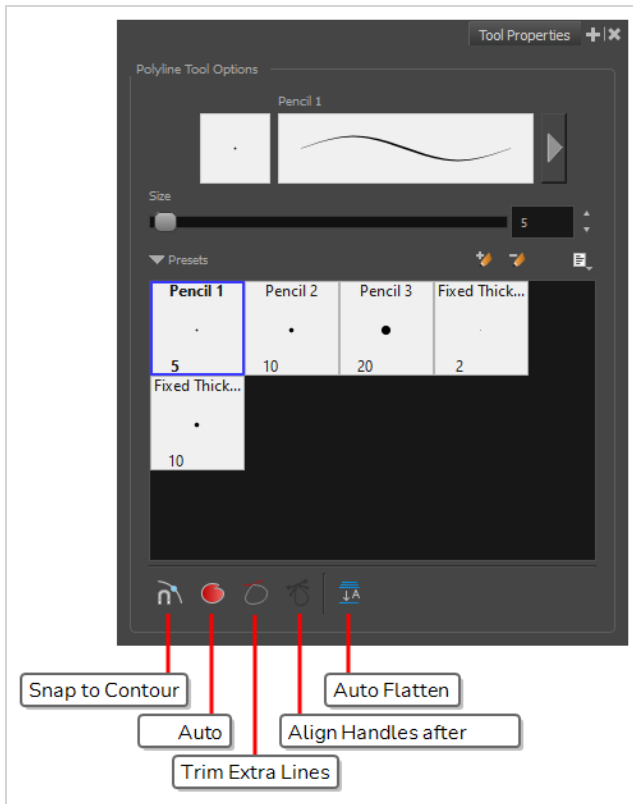 Tool Properties
Polyline Tool Options
Pencil 1
Size
5
Presets
Pencil 1
Pencil 2
Pencil 3
Fixed Thick...
5
10
20
2
Fixed Thick...
10
A
Snap to Contour
Auto Flatten
Auto
Align Handles after
Trim Extra Lines